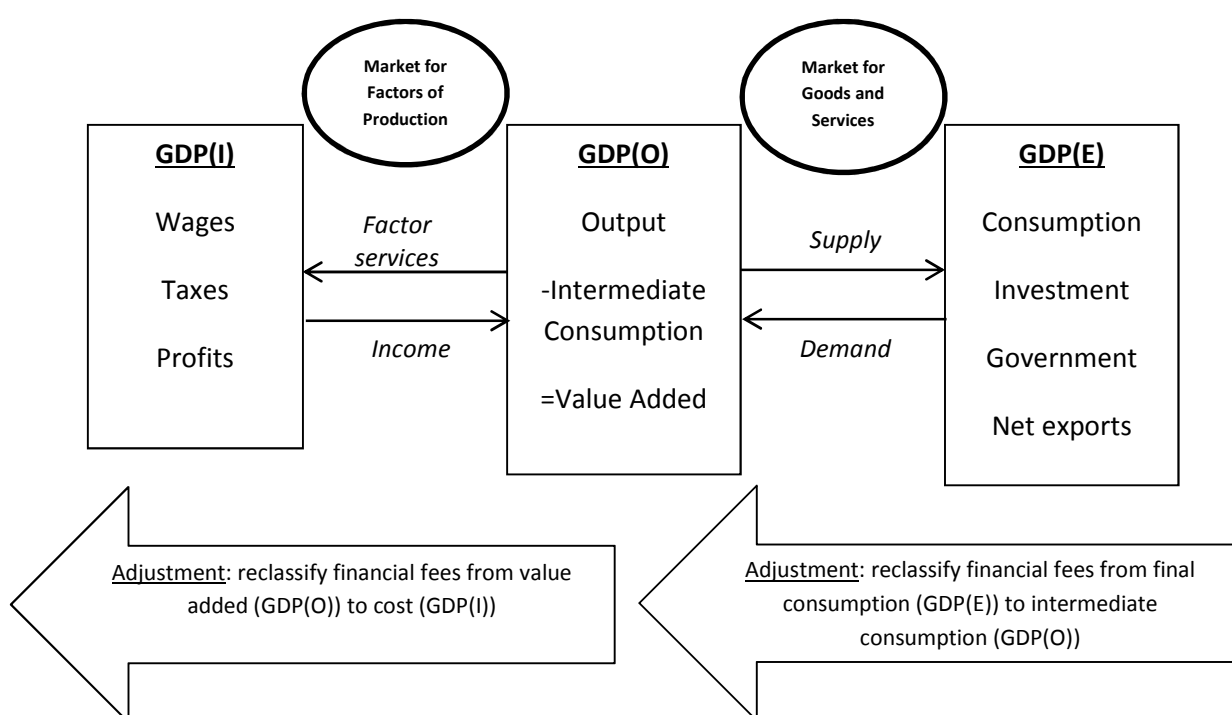 Market for
Factors of
Production
Market for
Goods and
Services
GDP(I)
Wages
Taxes
Profits
Factor
services
Income
GDP(O)
Output
-Intermediate
Consumption
=Value Added
Supply
Demand
GDP(E)
Consumption
Investment
Government
Net exports
Adjustment: reclassify financial fees from value
added (GDP(O)) to cost (GDP(I))
Adjustment: reclassify financial fees from final
consumption (GDP(E)) to intermediate
consumption (GDP(O))